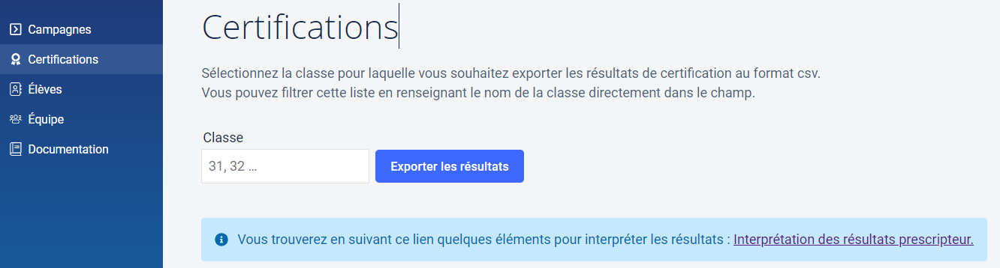 Campagnes
Certifications
Élèves
Équipe
Documentation
Certifications
Sélectionnez la classe pour laquelle vous souhaitez exporter les résultats de certification au format csv.
Vous pouvez filtrer cette liste en renseignant le nom de la classe directement dans le champ.
Classe
31, 32 ...
Exporter les résultats
Vous trouverez en suivant ce lien quelques éléments pour interpréter les résultats : Interprétation des résultats prescripteur.